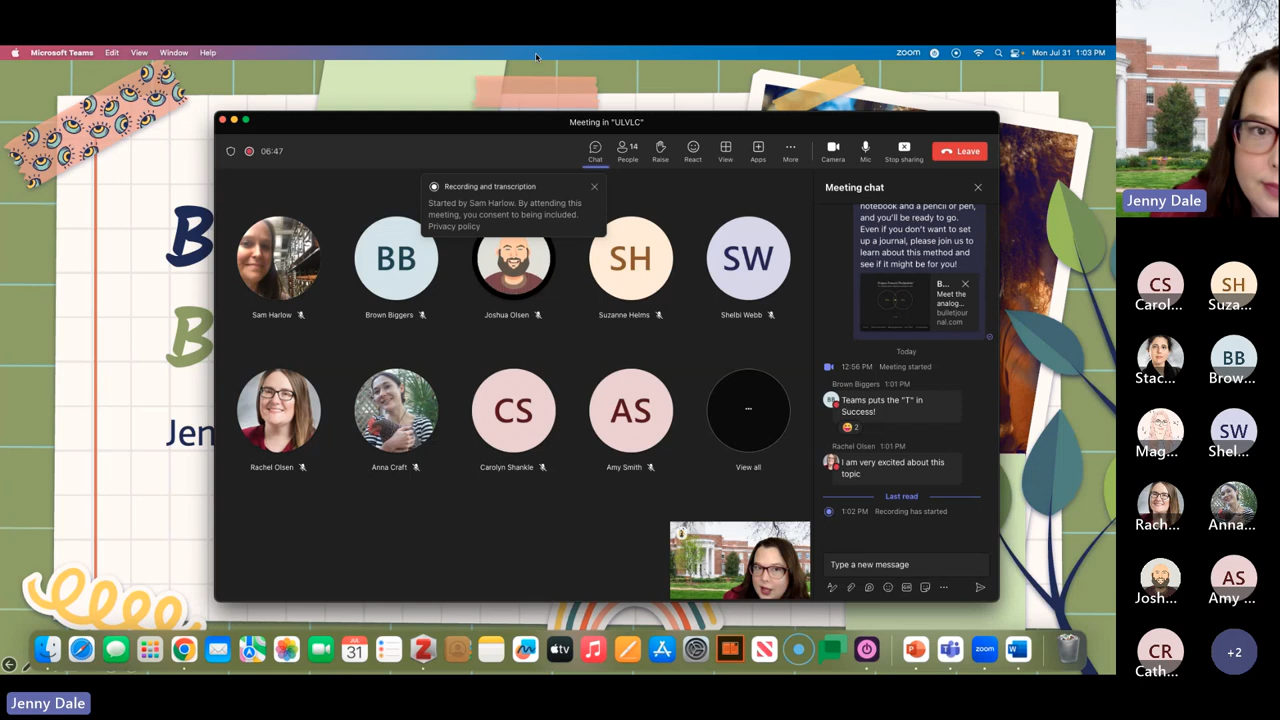 Microsoft Teams Edit View Window Help
zoom Mon Jul 31 1:03 PM
Meeting in "ULVLC"
06:47
Chat
14
People
Raise
React
View
Apps
More
Camera
Mic
Stop sharing
Leave
Recording and transcription
Started by Sam Harlow. By attending this
meeting, you consent to being included.
Privacy policy
Sam Harlow
BB
Brown Biggers
Joshua Olsen
SH
Suzanne Helms
SW
Shelbi Webb
Rachel Olsen
Anna Craft
CS
Carolyn Shankle
AS
Amy Smith
...
View all
Meeting chat
notebook and a pencil or pen,
and you'll be ready to go.
Even if you don't want to set
up a journal, please join us to
learn about this method and
see if it might be for you!
B...
Meet the
analog...
bulletjour
nal.com
Today
12:56 PM Meeting started
Brown Biggers 1:01 PM
BB
Teams puts the "T" in
Success!
2
Rachel Olsen 1:01 PM
I am very excited about this
topic
Last read
1:02 PM Recording has started
Type a new message
B
B
Jen
JUL
31
tv
zoom
Jenny Dale
Jenny Dale
CS
Carol...
SH
Suza...
Stac...
BB
Brow...
Mag...
SW
Shel...
Rach...
Anna...
Josh...
AS
Amy ...
CR
Cath...
+2